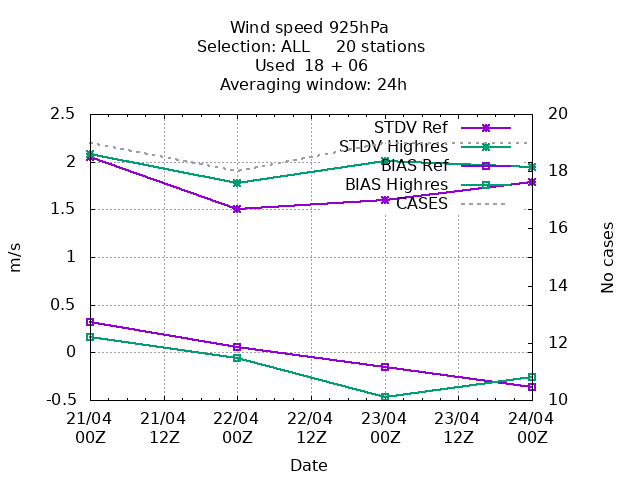 Wind speed 925hPa
Selection: ALL     20 stations
Used  18 + 06
Averaging window: 24h
STDV Ref
STDV Highres
BIAS Ref
BIAS Highres
CASES
2.5
2
1.5
1
0.5
0
-0.5
20
18
16
14
12
10
m/s
No cases
21/04 21/04 22/04 22/04 23/04 23/04 24/04
00Z 12Z 00Z 12Z 00Z 12Z 00Z
Date